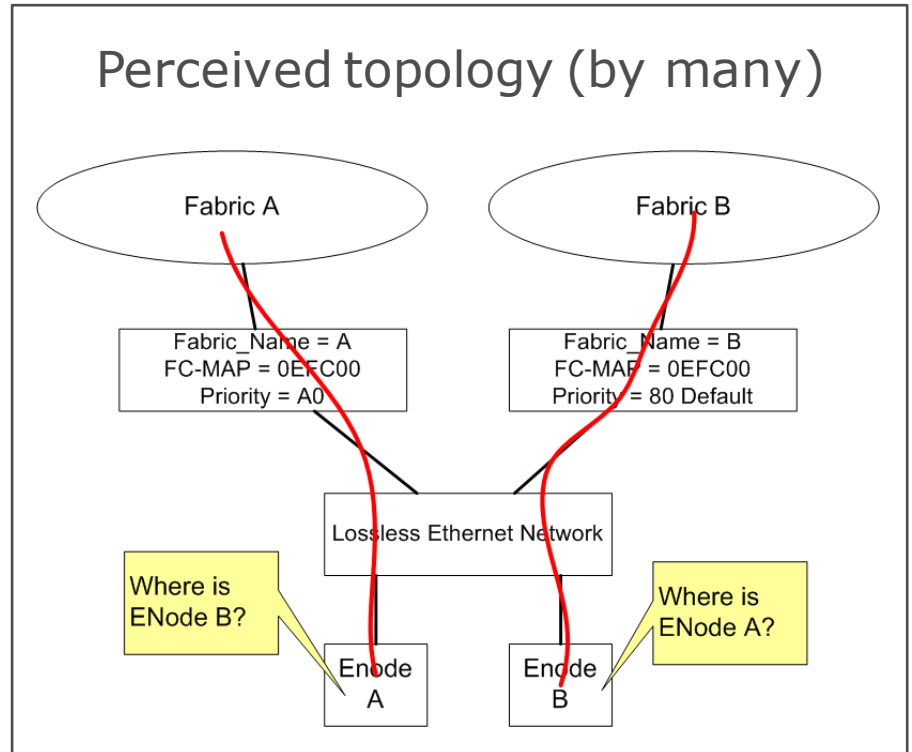 Perceived topology (by many)
Fabric A
Fabric B
Fabric_Name = A
FC-MAP = 0EFC00
Priority = A0
Fabric_Name = B
FC-MAP = 0EFC00
Priority = 80 Default
Lossless Ethernet Network
Where is
ENode B?
Where is
ENode A?
Enode
A
Enode
B